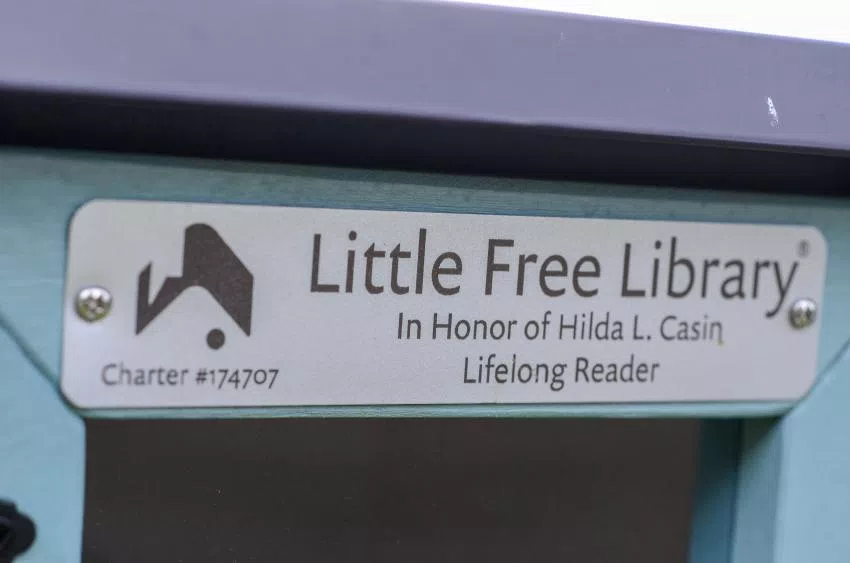 Little Free Library®
In Honor of Hilda L. Casin
Lifelong Reader
Charter #174707